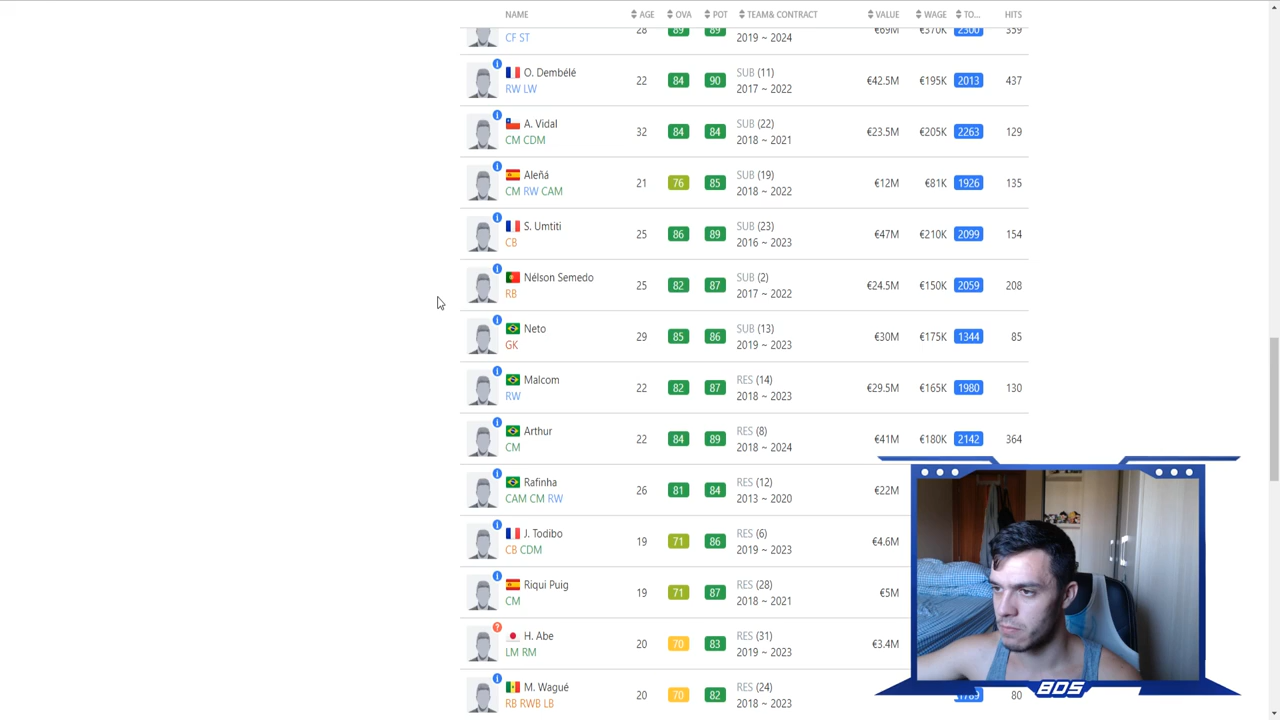 NAME AGE OVA POT TEAM& CONTRACT VALUE WAGE TO... HITS
CF ST 28 89 89 2019 ~ 2024 €69M €370K 2300 359
O. Dembélé
RW LW 22 84 90 SUB (11) 2017 ~ 2022 €42.5M €195K 2013 437
A. Vidal
CM CDM 32 84 84 SUB (22) 2018 ~ 2021 €23.5M €205K 2263 129
Aleñá
CM RW CAM 21 76 85 SUB (19) 2018 ~ 2022 €12M €81K 1926 135
S. Umtiti
CB 25 86 89 SUB (23) 2016 ~ 2023 €47M €210K 2099 154
Nélson Semedo
RB 25 82 87 SUB (2) 2017 ~ 2022 €24.5M €150K 2059 208
Neto
GK 29 85 86 SUB (13) 2019 ~ 2023 €30M €175K 1344 85
Malcom
RW 22 82 87 RES (14) 2018 ~ 2023 €29.5M €165K 1980 130
Arthur
CM 22 84 89 RES (8) 2018 ~ 2024 €41M €180K 2142 364
Rafinha
CAM CM RW 26 81 84 RES (12) 2013 ~ 2020 €22M
J. Todibo
CB CDM 19 71 86 RES (6) 2019 ~ 2023 €4.6M
Riqui Puig
CM 19 71 87 RES (28) 2018 ~ 2021 €5M
H. Abe
LM RM 20 70 83 RES (31) 2019 ~ 2023 €3.4M
M. Wagué
RB RWB LB 20 70 82 RES (24) 2018 ~ 2023 80
BDS